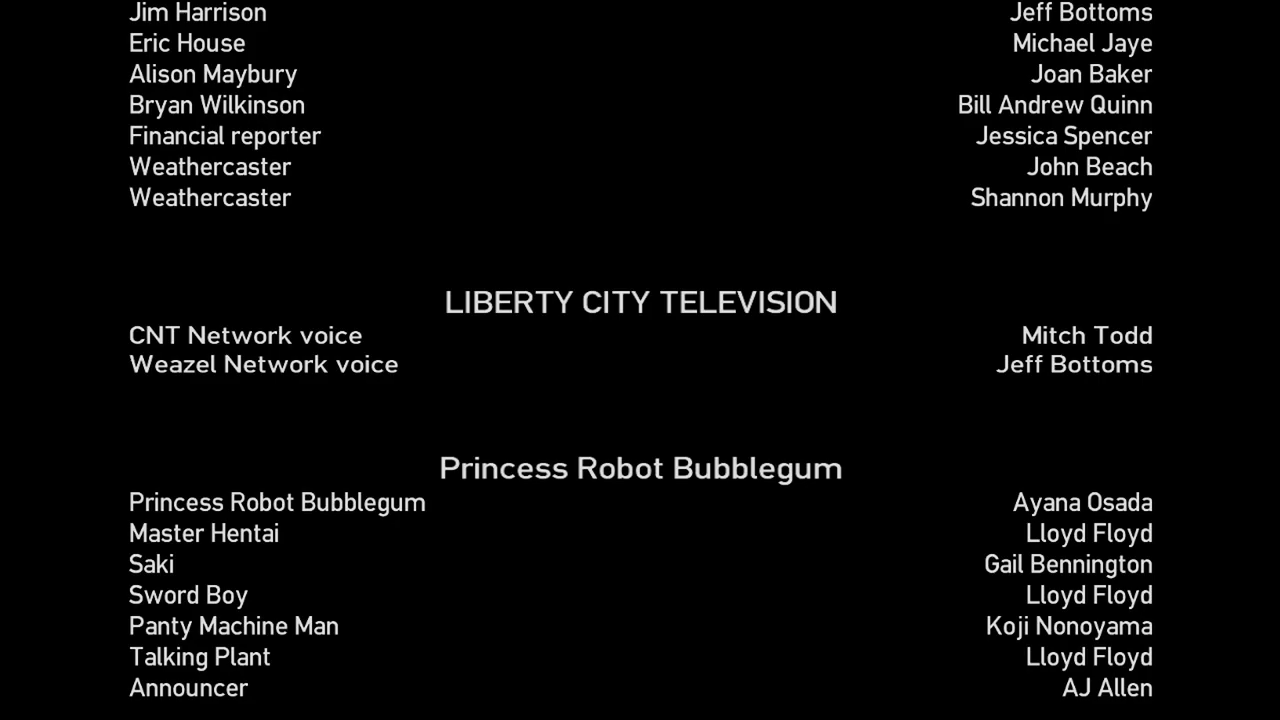 Jim Harrison Jeff Bottoms
Eric House Michael Jaye
Alison Maybury Joan Baker
Bryan Wilkinson Bill Andrew Quinn
Financial reporter Jessica Spencer
Weathercaster John Beach
Weathercaster Shannon Murphy
LIBERTY CITY TELEVISION
CNT Network voice Mitch Todd
Weazel Network voice Jeff Bottoms
Princess Robot Bubblegum
Princess Robot Bubblegum Ayana Osada
Master Hentai Lloyd Floyd
Saki Gail Bennington
Sword Boy Lloyd Floyd
Panty Machine Man Koji Nonoyama
Talking Plant Lloyd Floyd
Announcer AJ Allen